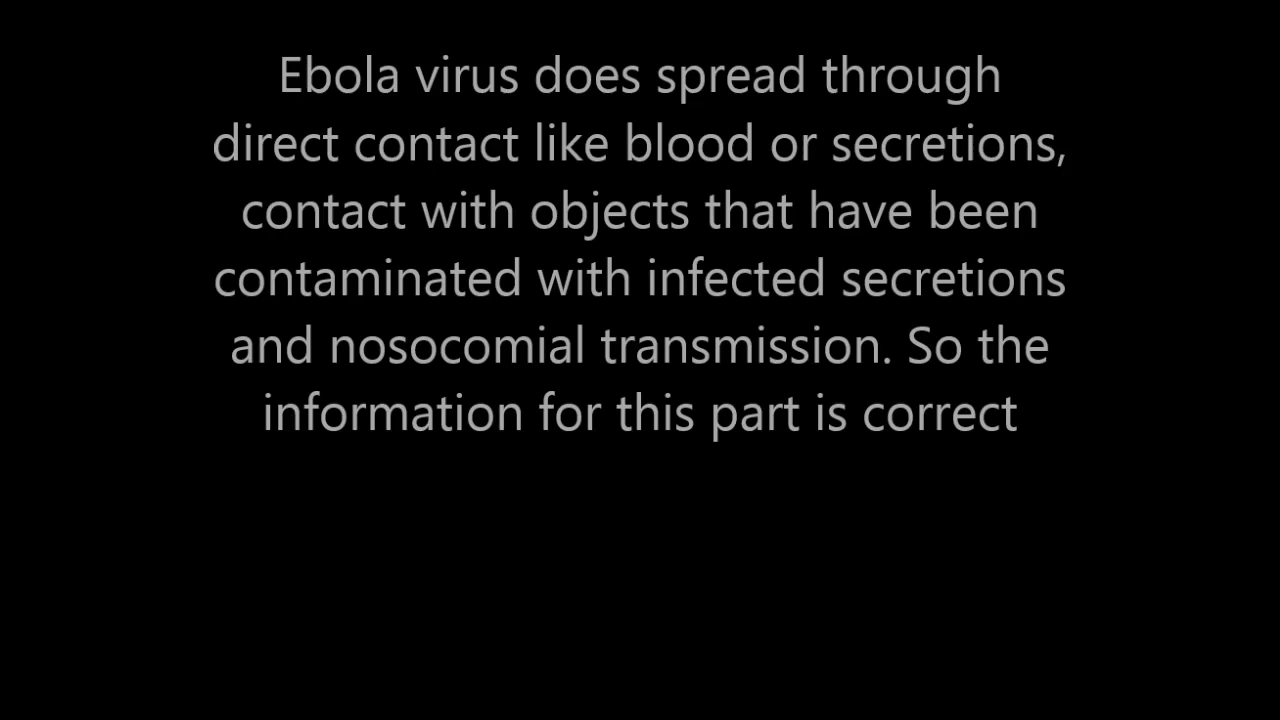 Ebola virus does spread through
direct contact like blood or secretions,
contact with objects that have been
contaminated with infected secretions
and nosocomial transmission. So the
information for this part is correct